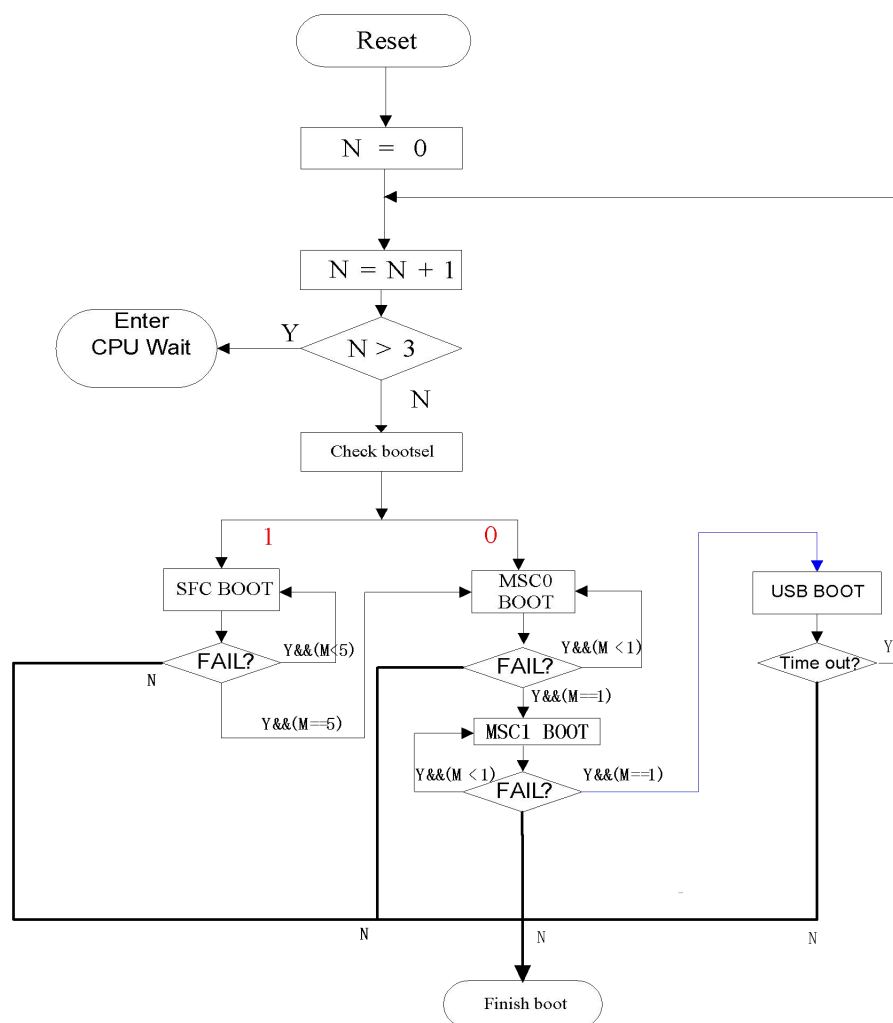 Reset
N = 0
N = N + 1
Enter
CPU Wait
Y
N > 3
N
Check bootsel
1
0
SFC BOOT
MSC0
BOOT
USB BOOT
FAIL?
Y&&(M<5)
FAIL?
Y&&(M <1)
Time out?
Y
N
Y&&(M==5)
Y&&(M==1)
MSC1 BOOT
Y&&(M <1)
FAIL?
Y&&(M==1)
N
N
N
Finish boot